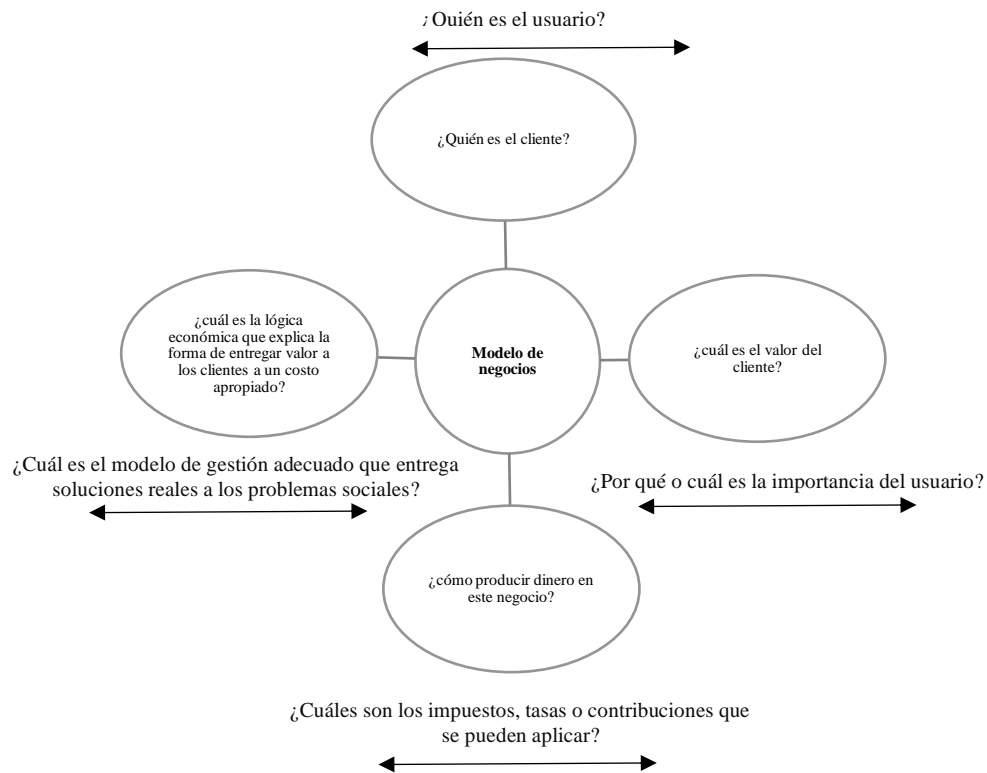 ¿Quién es el usuario?
¿Quién es el cliente?
¿cuál es la lógica
económica que explica la
forma de entregar valor a
los clientes a un costo
apropiado?
Modelo de
negocios
¿cuál es el valor del
cliente?
¿Cuál es el modelo de gestión adecuado que entrega
soluciones reales a los problemas sociales?
¿Por qué o cuál es la importancia del usuario?
¿cómo producir dinero en
este negocio?
¿Cuáles son los impuestos, tasas o contribuciones que
se pueden aplicar?